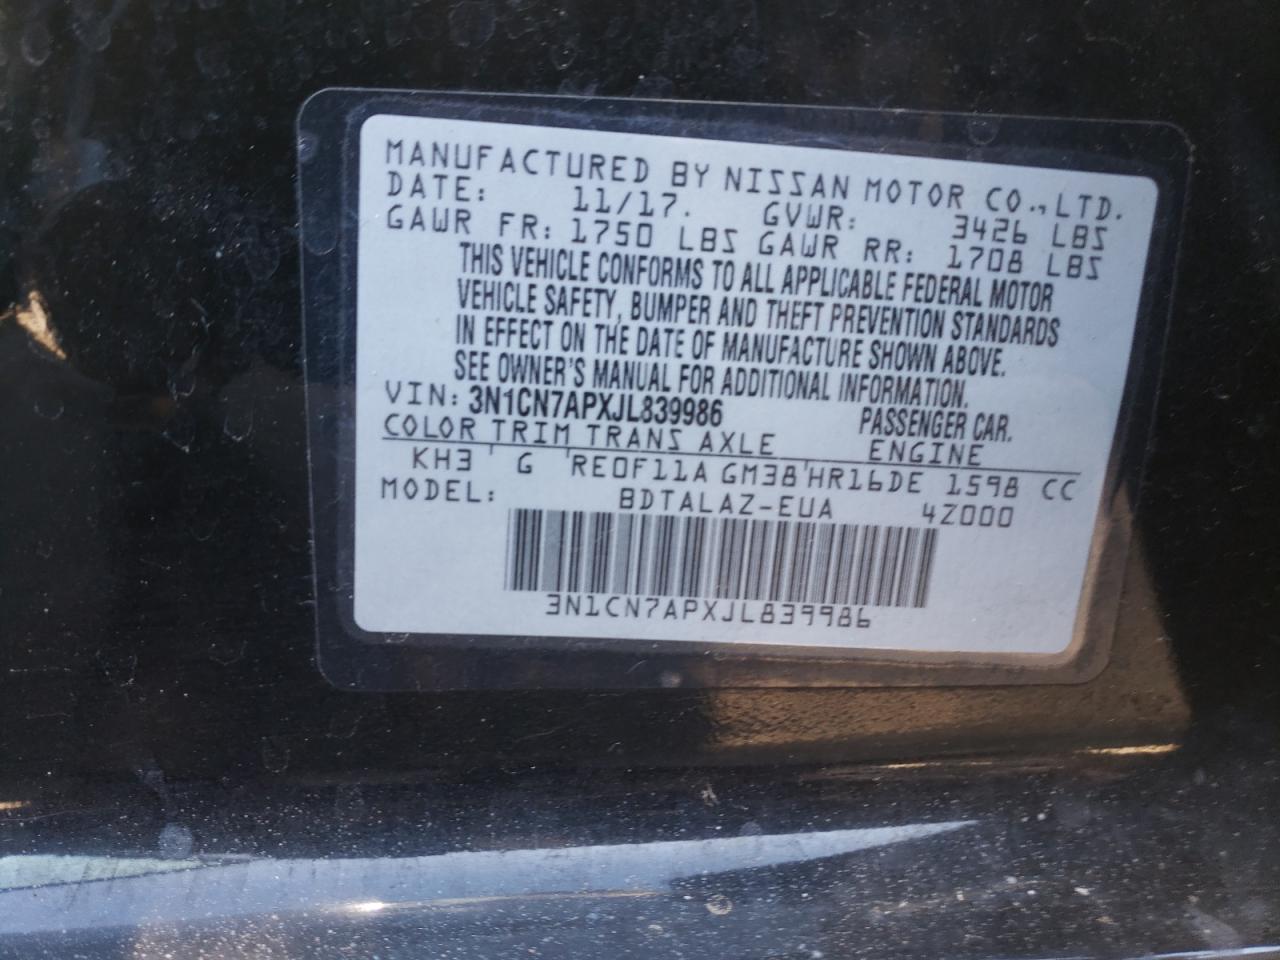 MANUFACTURED BY NISSAN MOTOR CO., LTD.
DATE: 11/17. GVWR: 3426 LBS
GAWR FR: 1750 LBS GAWR RR: 1708 LBS
THIS VEHICLE CONFORMS TO ALL APPLICABLE FEDERAL MOTOR
VEHICLE SAFETY, BUMPER AND THEFT PREVENTION STANDARDS
IN EFFECT ON THE DATE OF MANUFACTURE SHOWN ABOVE.
SEE OWNER'S MANUAL FOR ADDITIONAL INFORMATION.
VIN: 3N1CN7APXJL839986 PASSENGER CAR.
COLOR TRIM TRANS AXLE ENGINE
KH3 ' G ' RE0F11A GM38 ' HR16DE 1598 CC
MODEL: BDTALAZ-EUA 4Z000
3N1CN7APXJL839986